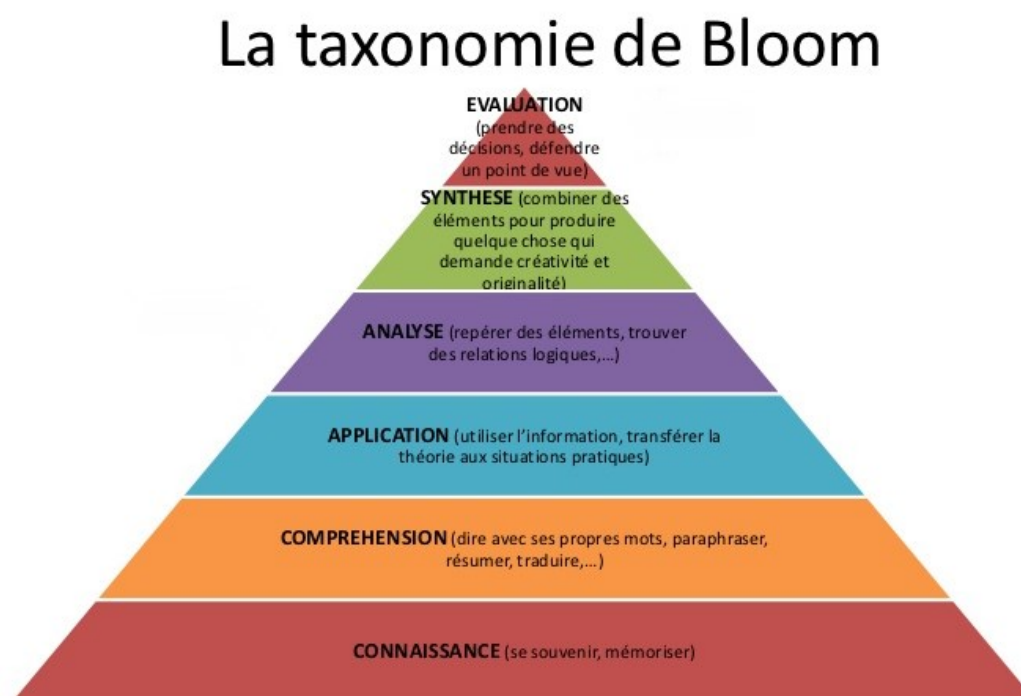 La taxonomie de Bloom
EVALUATION
(prendre des
décisions, défendre
un point de vue)
SYNTHESE (combiner des
éléments pour produire
quelque chose qui
demande créativité et
originalité)
ANALYSE (repérer des éléments, trouver
des relations logiques,...)
APPLICATION (utiliser l'information, transférer la
théorie aux situations pratiques)
COMPREHENSION (dire avec ses propres mots, paraphraser,
résumer, traduire,...)
CONNAISSANCE (se souvenir, mémoriser)